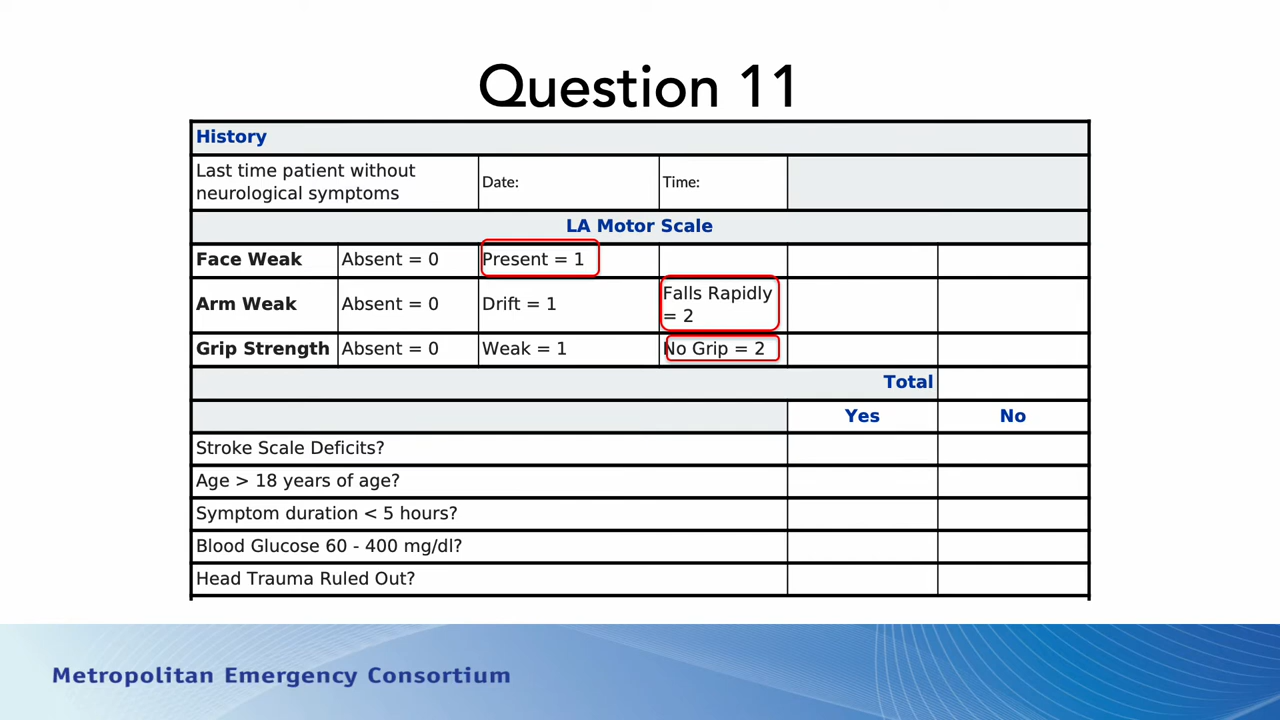 Question 11
History
Last time patient without
neurological symptoms
Date:
Time:
LA Motor Scale
Face Weak Absent = 0 Present = 1
Arm Weak Absent = 0 Drift = 1 Falls Rapidly
= 2
Grip Strength Absent = 0 Weak = 1 No Grip = 2
Total
Yes No
Stroke Scale Deficits?
Age > 18 years of age?
Symptom duration < 5 hours?
Blood Glucose 60 - 400 mg/dl?
Head Trauma Ruled Out?
Metropolitan Emergency Consortium